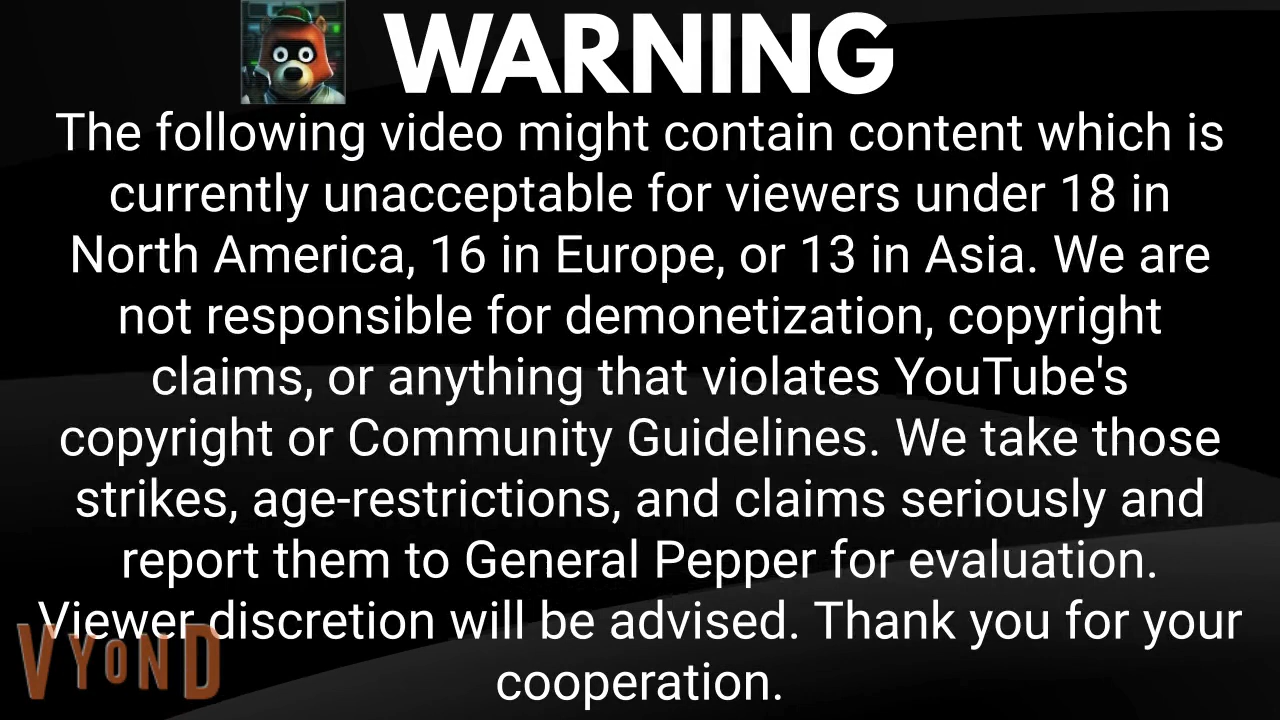 WARNING
The following video might contain content which is
currently unacceptable for viewers under 18 in
North America, 16 in Europe, or 13 in Asia. We are
not responsible for demonetization, copyright
claims, or anything that violates YouTube's
copyright or Community Guidelines. We take those
strikes, age-restrictions, and claims seriously and
report them to General Pepper for evaluation.
Viewer discretion will be advised. Thank you for your
cooperation.
VYOND